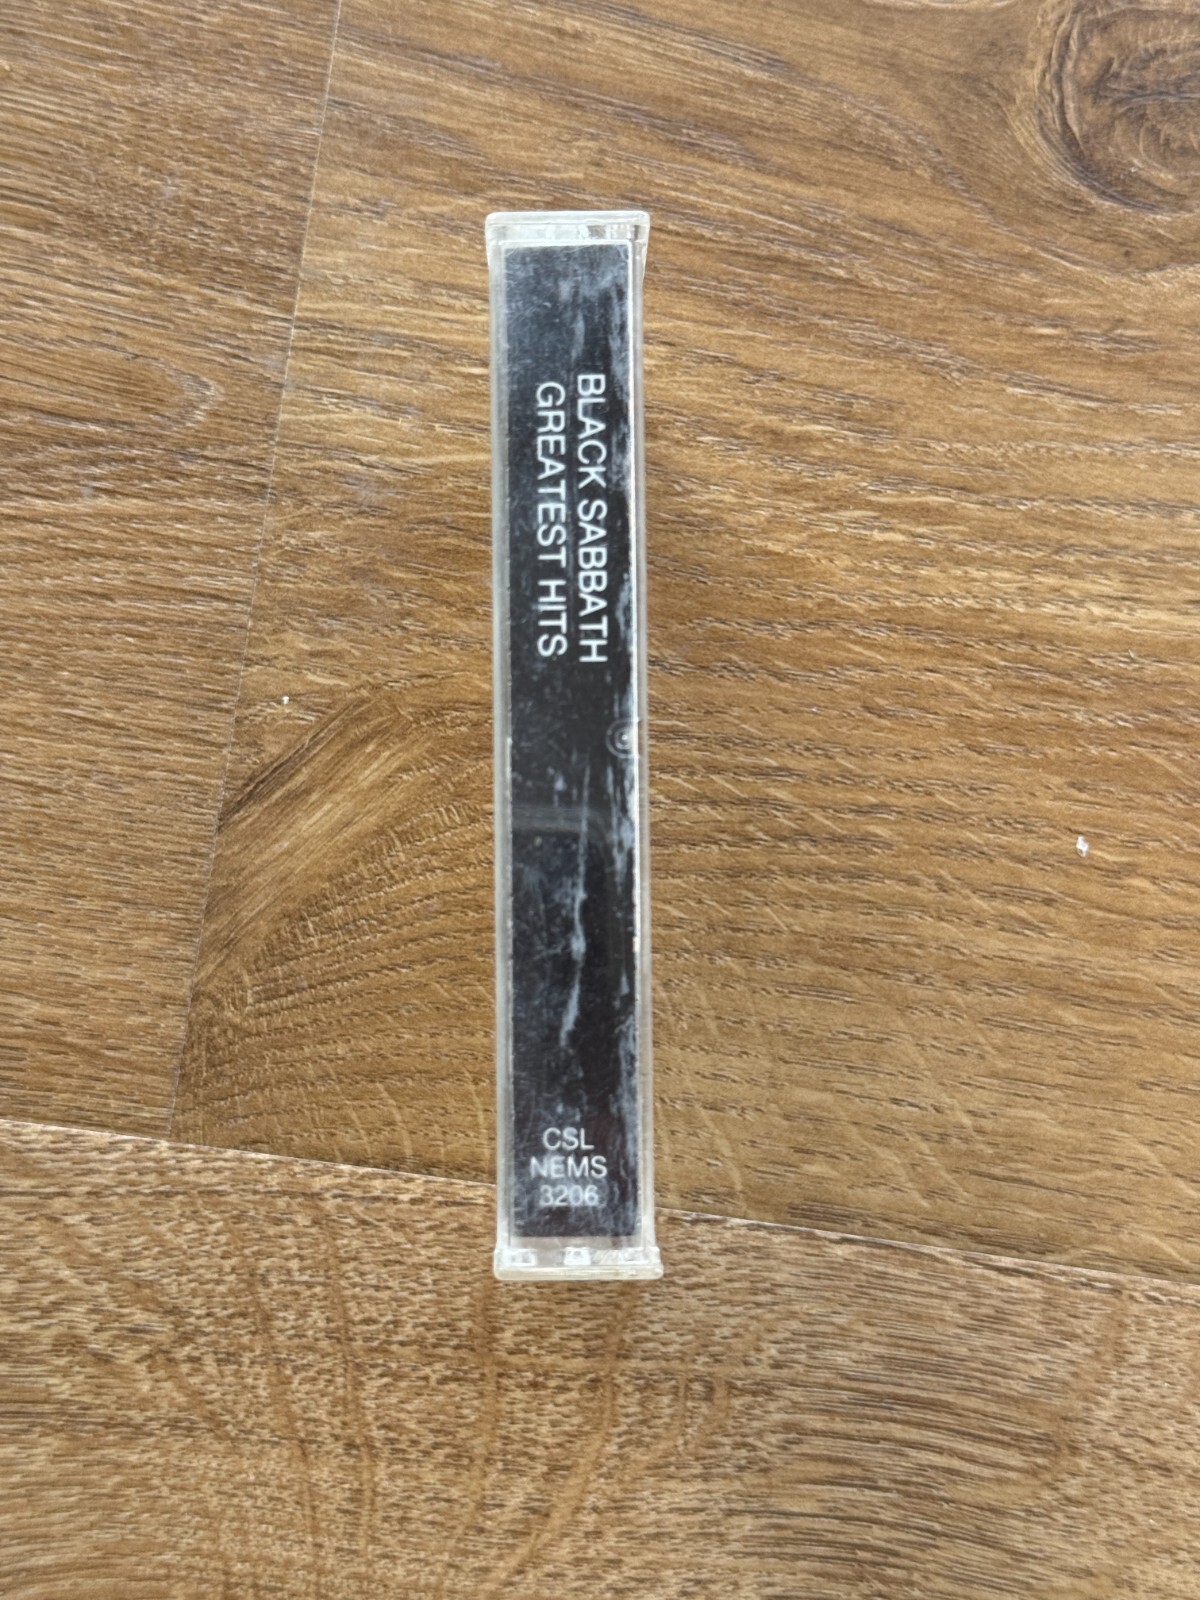 BLACK SABBATH
GREATEST HITS
CSL
NEMS
3206